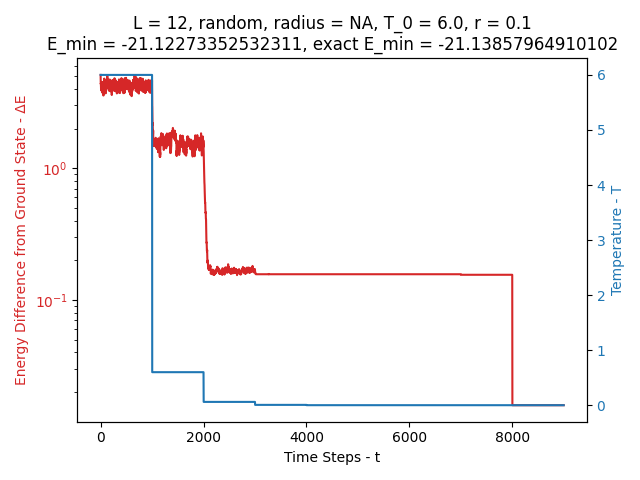 L = 12, random, radius = NA, T_0 = 6.0, r = 0.1
E_min = -21.12273352532311, exact E_min = -21.13857964910102
Energy Difference from Ground State - ΔE
10^0
10^-1
0
2000
4000
6000
8000
Time Steps - t
6
5
4
3
2
1
0
Temperature - T